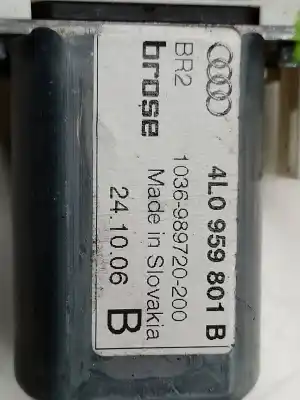 4L0 959 801 B
BR2 1036-989720-200
brose Made in Slovakia
24.10.06 B